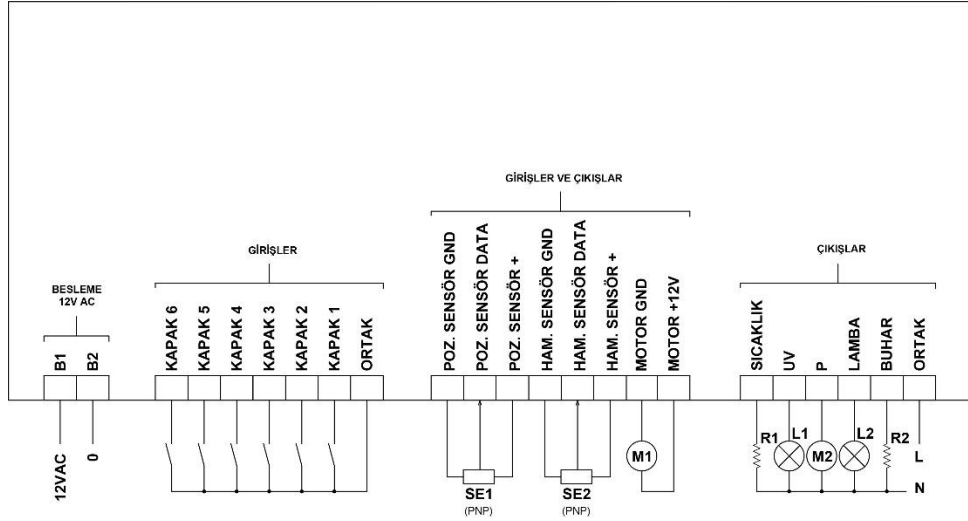 GİRİŞLER VE ÇIKIŞLAR
GİRİŞLER
ÇIKIŞLAR
BESLEME
12V AC
B1
B2
KAPAK 6
KAPAK 5
KAPAK 4
KAPAK 3
KAPAK 2
KAPAK 1
ORTAK
POZ. SENSÖR GND
POZ. SENSÖR DATA
POZ. SENSÖR +
HAM. SENSÖR GND
HAM. SENSÖR DATA
HAM. SENSÖR +
MOTOR GND
MOTOR +12V
SICAKLIK
UV
P
LAMBA
BUHAR
ORTAK
12VAC
0
SE1
(PNP)
SE2
(PNP)
M1
R1
L1
M2
L2
R2
L
N